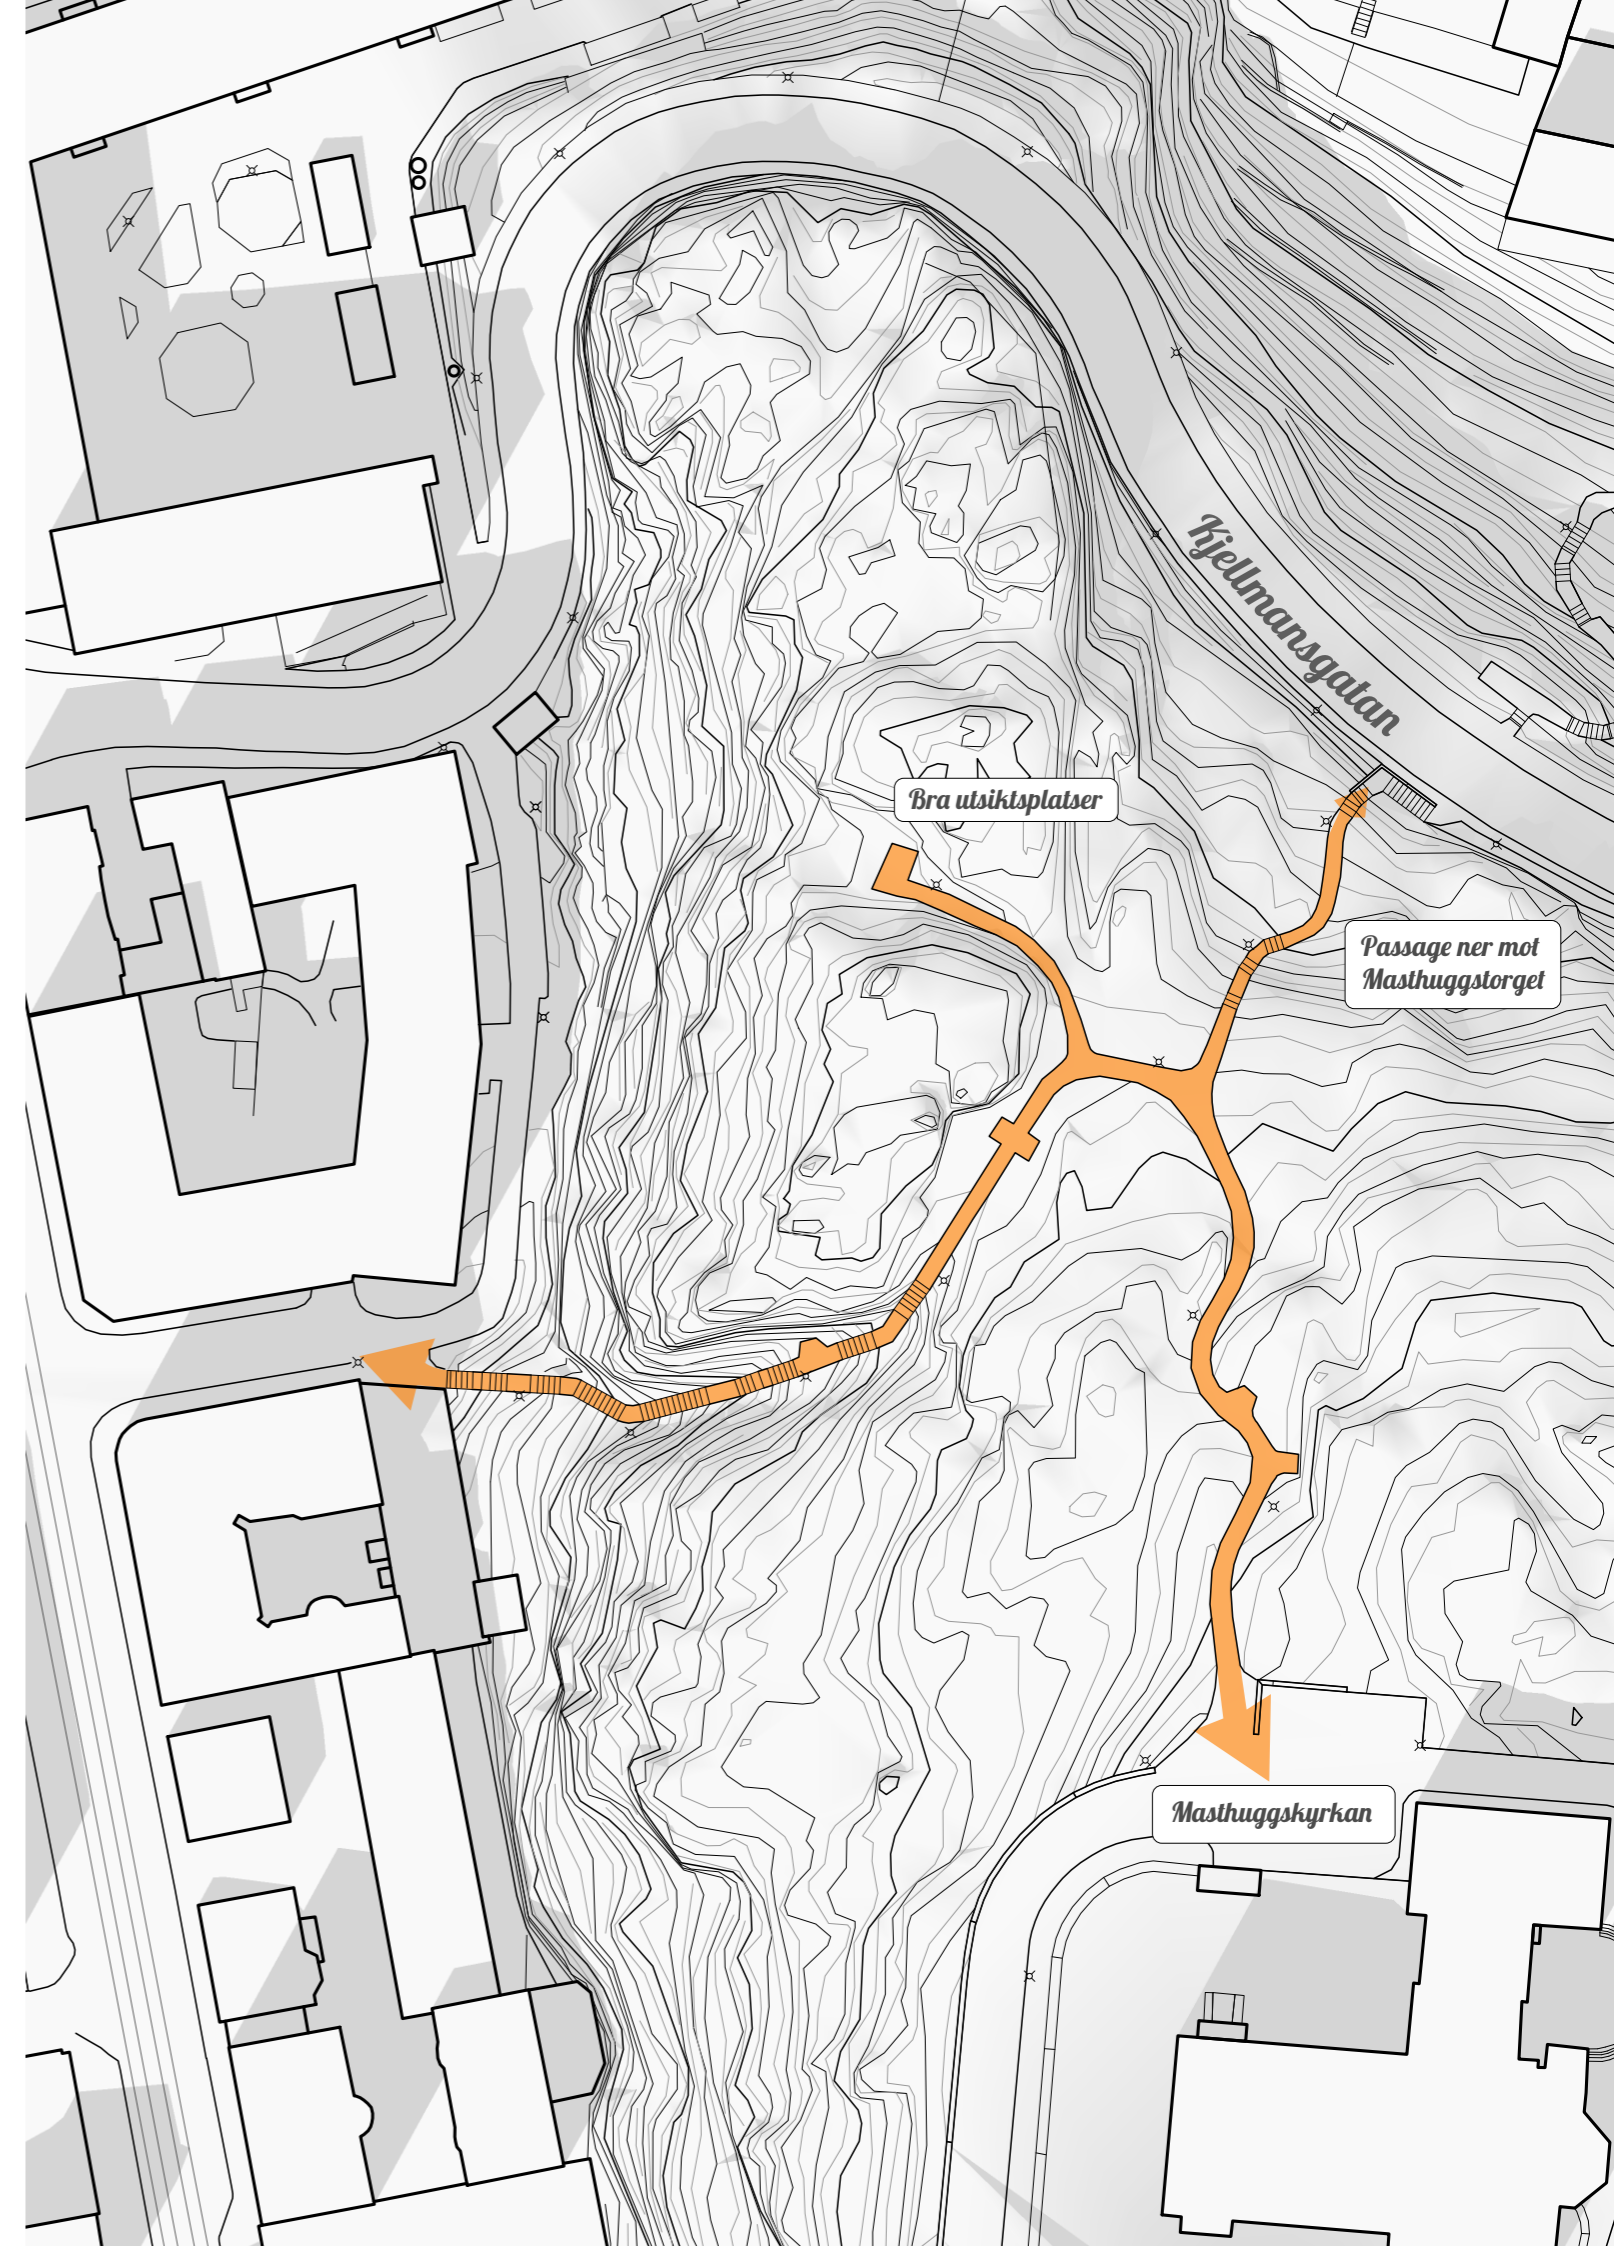 Kjellmansgatan
Bra utsiktsplatser
Passage ner mot
Masthuggstorget
Masthuggskyrkan